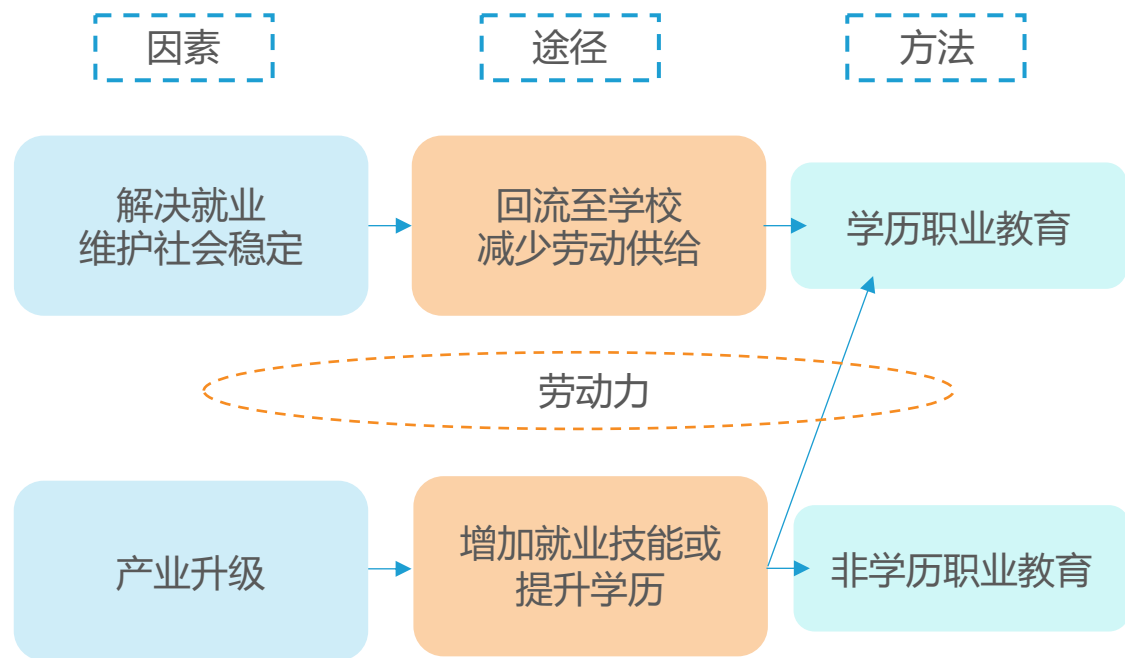 因素
途径
方法
解决就业
维护社会稳定
回流至学校
减少劳动供给
学历职业教育
劳动力
产业升级
增加就业技能或
提升学历
非学历职业教育